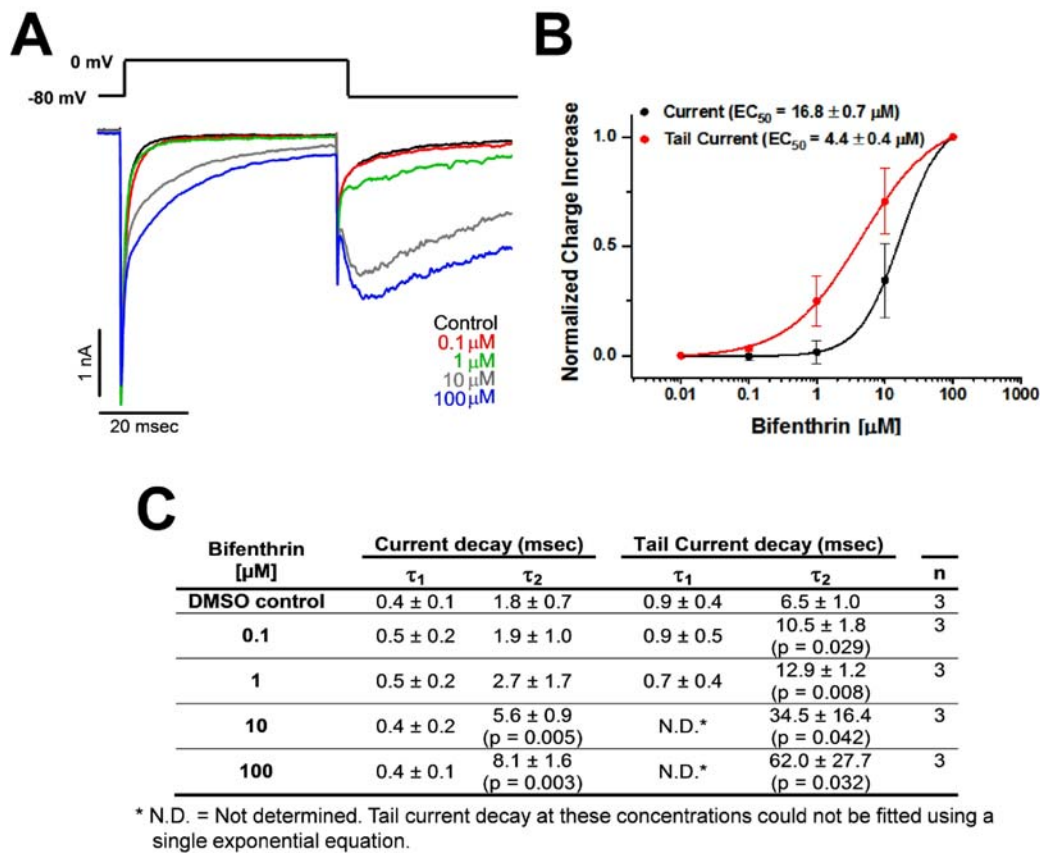 A
0 mV
-80 mV
Control
0.1 µM
1 µM
10 µM
100 µM
1 nA
20 msec
B
Current (EC50 = 16.8 ± 0.7 µM)
Tail Current (EC50 = 4.4 ± 0.4 µM)
Normalized Charge Increase
1.0
0.5
0.0
0.01 0.1 1 10 100 1000
Bifenthrin [µM]
C
Bifenthrin [µM] Current decay (msec) Tail Current decay (msec)
τ1 τ2 τ1 τ2 n
DMSO control 0.4 ± 0.1 1.8 ± 0.7 0.9 ± 0.4 6.5 ± 1.0 3
0.1 0.5 ± 0.2 1.9 ± 1.0 0.9 ± 0.5 10.5 ± 1.8 3
(p = 0.029)
1 0.5 ± 0.2 2.7 ± 1.7 0.7 ± 0.4 12.9 ± 1.2 3
(p = 0.008)
10 0.4 ± 0.2 5.6 ± 0.9 N.D.* 34.5 ± 16.4 3
(p = 0.005) (p = 0.042)
100 0.4 ± 0.1 8.1 ± 1.6 N.D.* 62.0 ± 27.7 3
(p = 0.003) (p = 0.032)
* N.D. = Not determined. Tail current decay at these concentrations could not be fitted using a
single exponential equation.